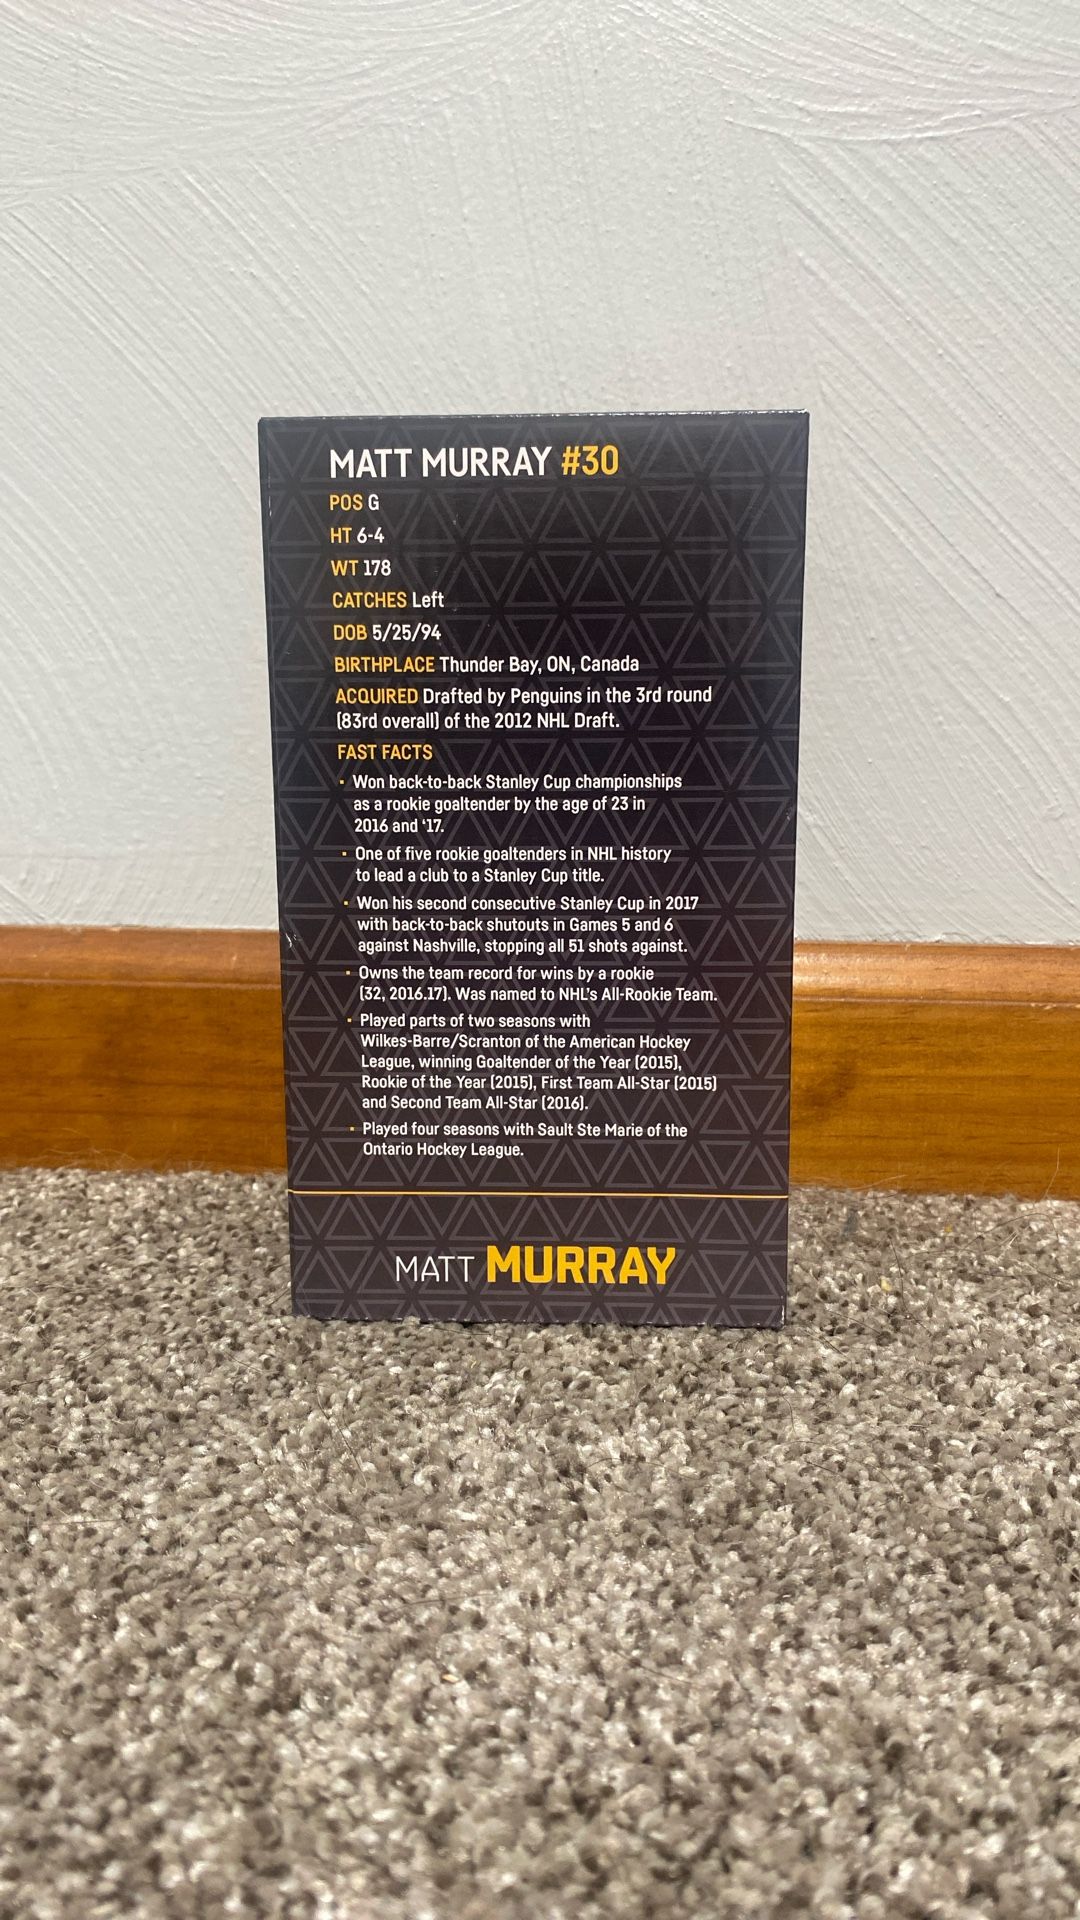 MATT MURRAY #30
POS G
HT 6-4
WT 178
CATCHES Left
DOB 5/25/94
BIRTHPLACE Thunder Bay, ON, Canada
ACQUIRED Drafted by Penguins in the 3rd round
(83rd overall) of the 2012 NHL Draft.
FAST FACTS
· Won back-to-back Stanley Cup championships
as a rookie goaltender by the age of 23 in
2016 and ‘17.
· One of five rookie goaltenders in NHL history
to lead a club to a Stanley Cup title.
· Won his second consecutive Stanley Cup in 2017
with back-to-back shutouts in Games 5 and 6
against Nashville, stopping all 51 shots against.
· Owns the team record for wins by a rookie
(32, 2016.17). Was named to NHL's All-Rookie Team.
· Played parts of two seasons with
Wilkes-Barre/Scranton of the American Hockey
League, winning Goaltender of the Year (2015),
Rookie of the Year (2015), First Team All-Star (2015)
and Second Team All-Star (2016).
· Played four seasons with Sault Ste Marie of the
Ontario Hockey League.
MATT MURRAY